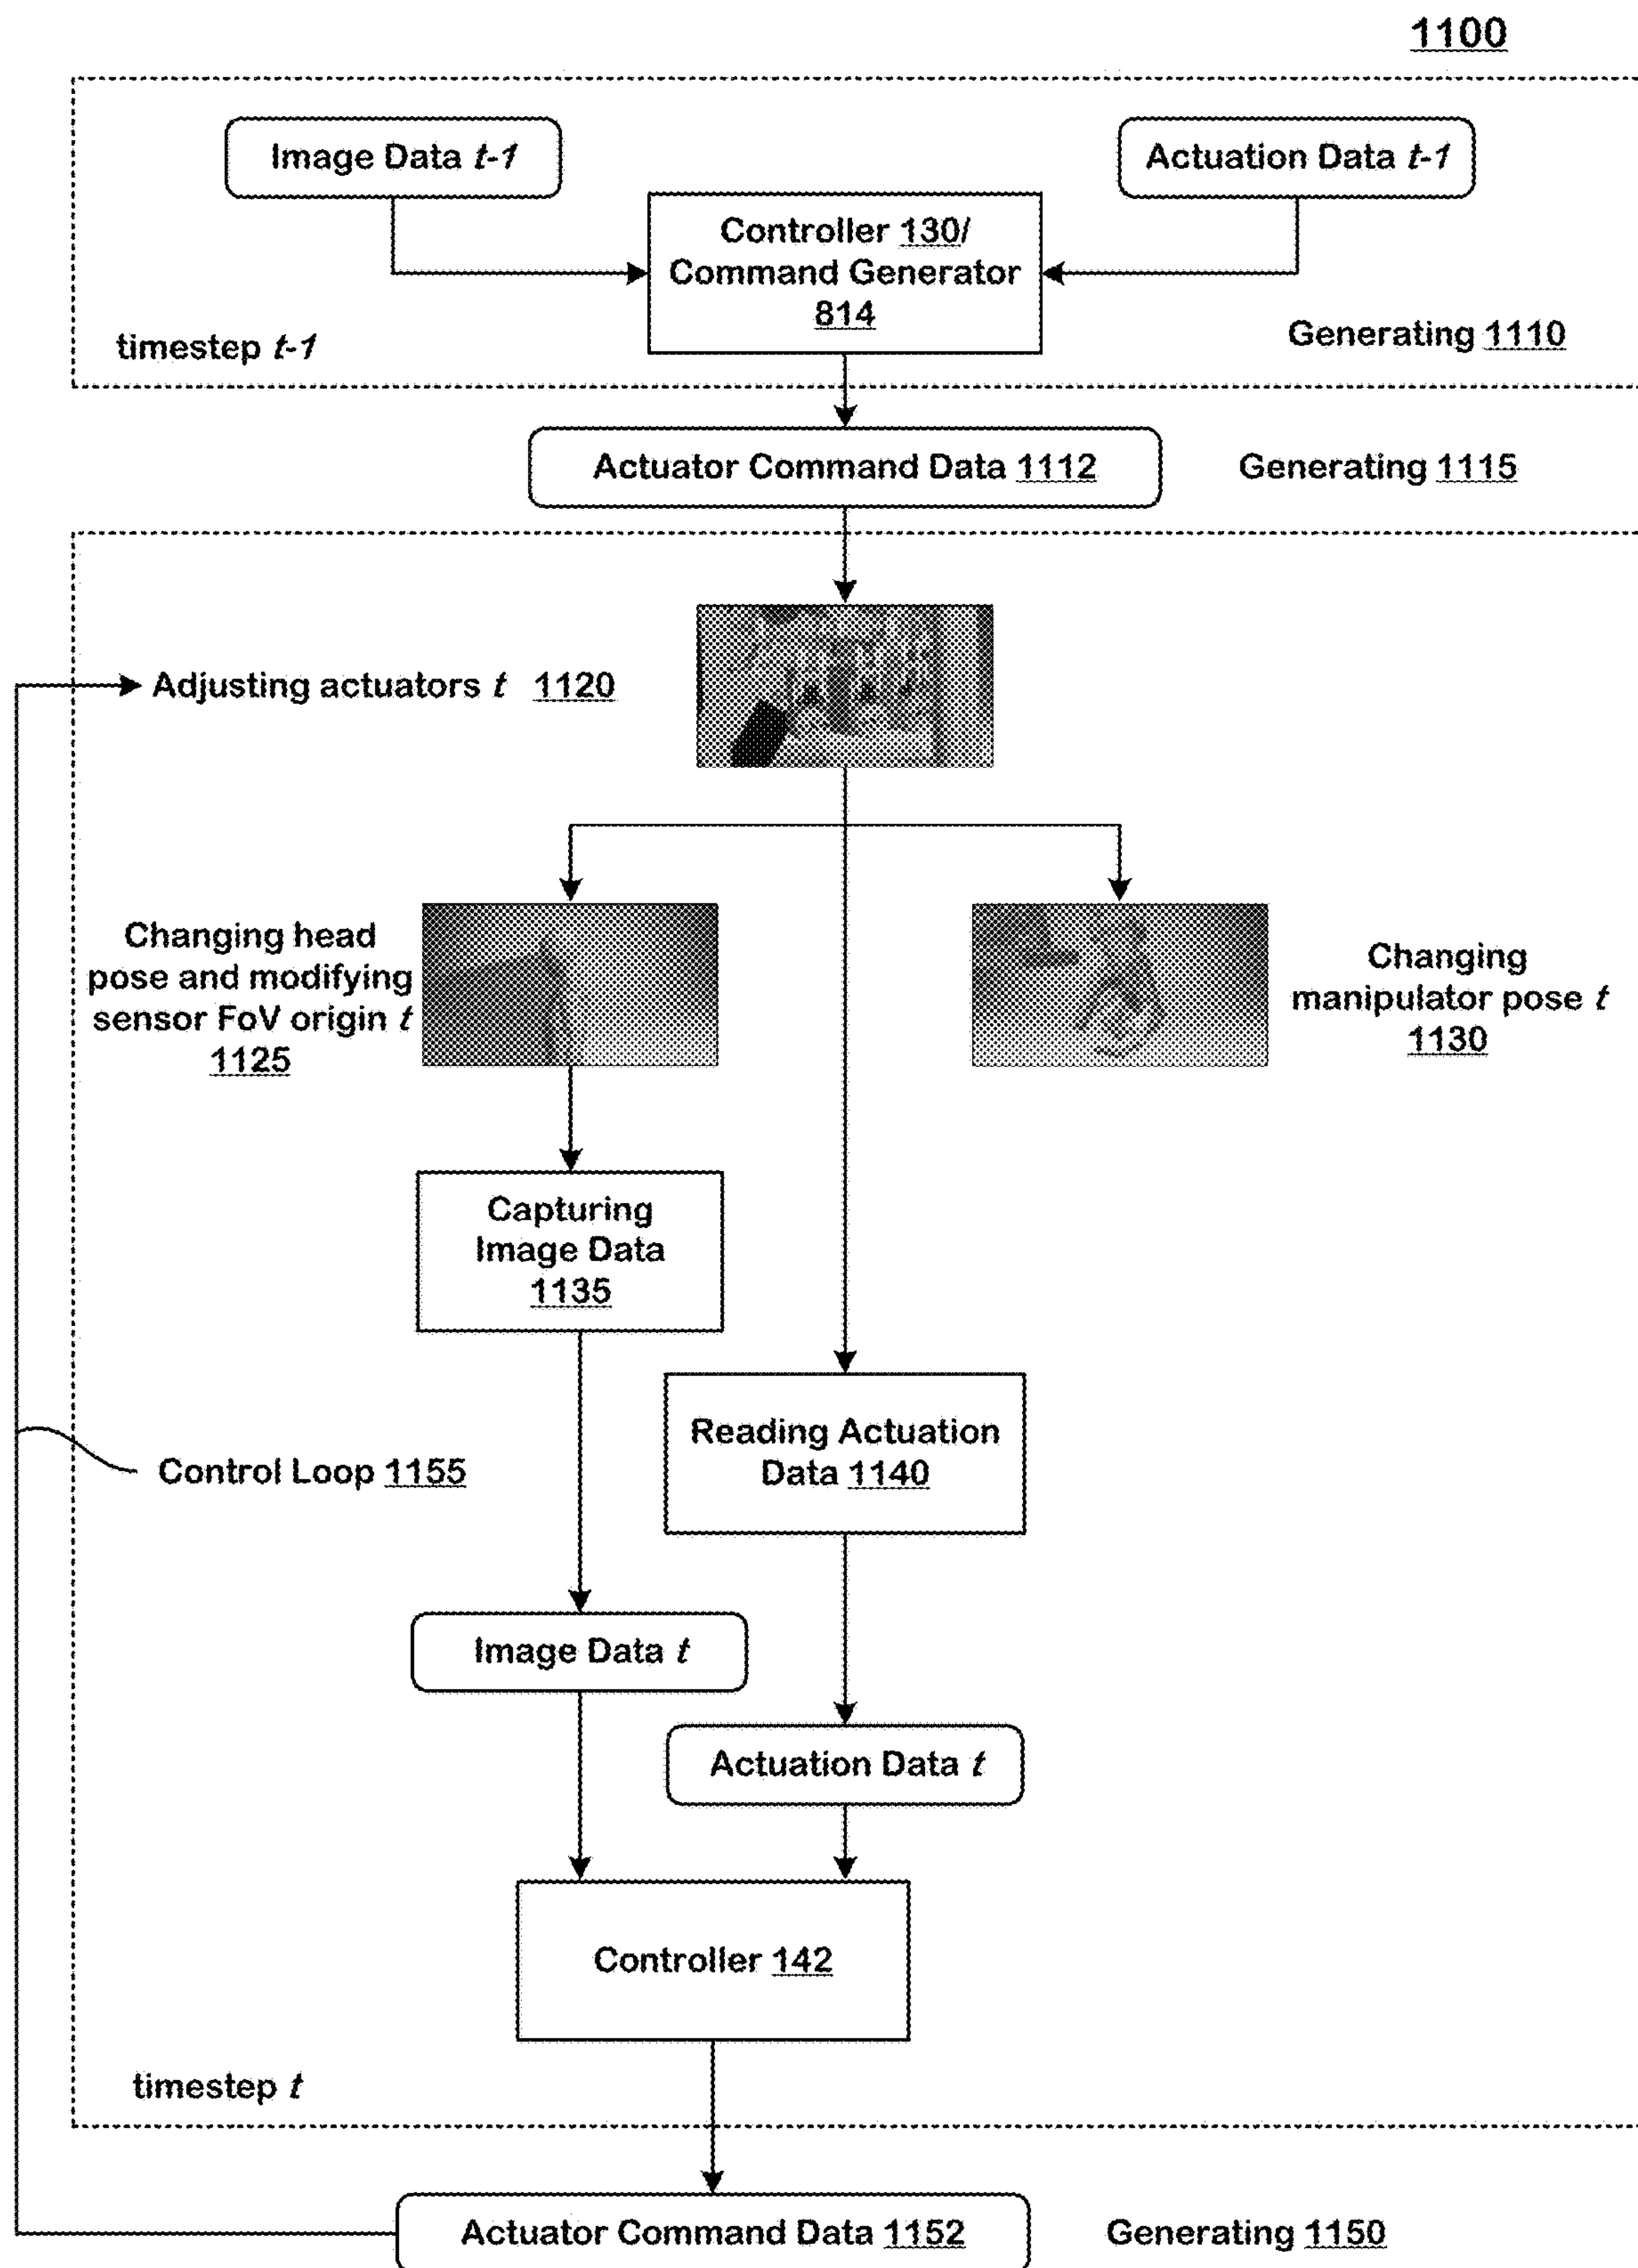 1100
Image Data t-1
Actuation Data t-1
Controller 130/
Command Generator
814
timestep t-1
Generating 1110
Actuator Command Data 1112
Generating 1115
Adjusting actuators t 1120
Changing head
pose and modifying
sensor FoV origin t
1125
Changing
manipulator pose t
1130
Capturing
Image Data
1135
Reading Actuation
Data 1140
Control Loop 1155
Image Data t
Actuation Data t
Controller 142
timestep t
Actuator Command Data 1152
Generating 1150